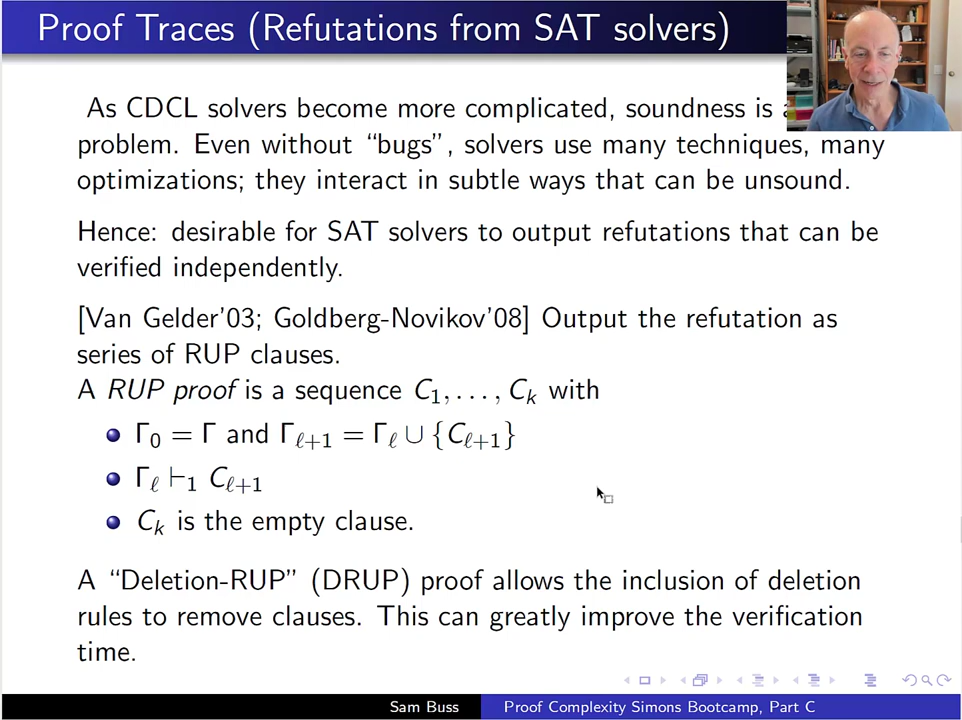 Proof Traces (Refutations from SAT solvers)
As CDCL solvers become more complicated, soundness is
problem. Even without “bugs”, solvers use many techniques, many
optimizations; they interact in subtle ways that can be unsound.
Hence: desirable for SAT solvers to output refutations that can be
verified independently.
[Van Gelder’03; Goldberg-Novikov’08] Output the refutation as
series of RUP clauses.
A RUP proof is a sequence C₁, . . . , Cₖ with
Γ₀ = Γ and Γℓ₊₁ = Γℓ ∪ {Cℓ₊₁}
Γℓ ⊢₁ Cℓ₊₁
Cₖ is the empty clause.
A “Deletion-RUP” (DRUP) proof allows the inclusion of deletion
rules to remove clauses. This can greatly improve the verification
time.
Sam Buss
Proof Complexity Simons Bootcamp, Part C